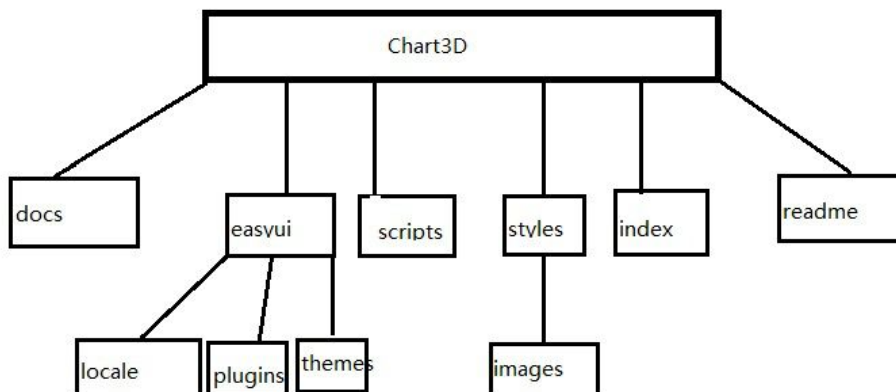 Chart3D
docs
easyui
scripts
styles
index
readme
locale
plugins
themes
images